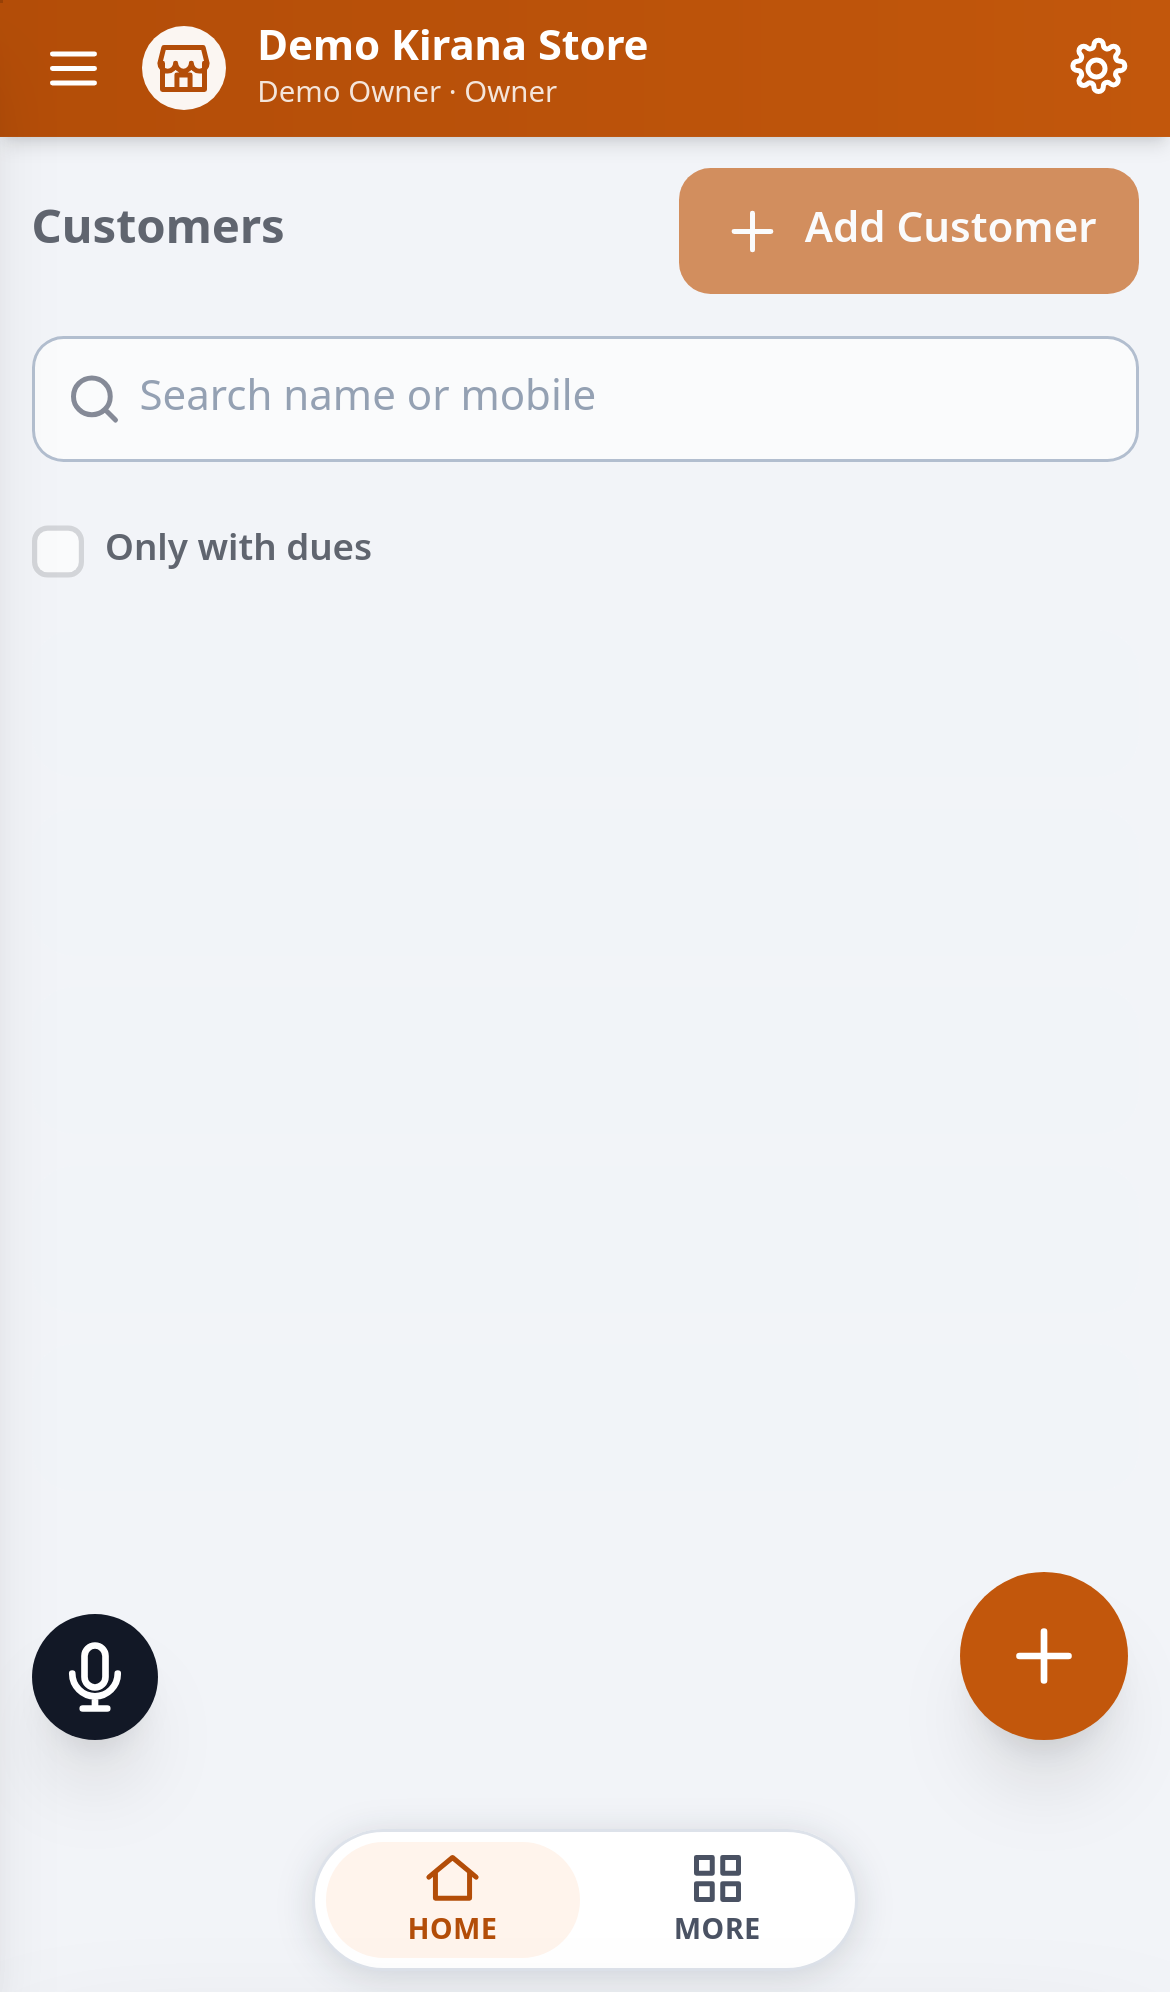 Demo Kirana Store
Demo Owner · Owner
Customers
Add Customer
Search name or mobile
Only with dues
HOME
MORE